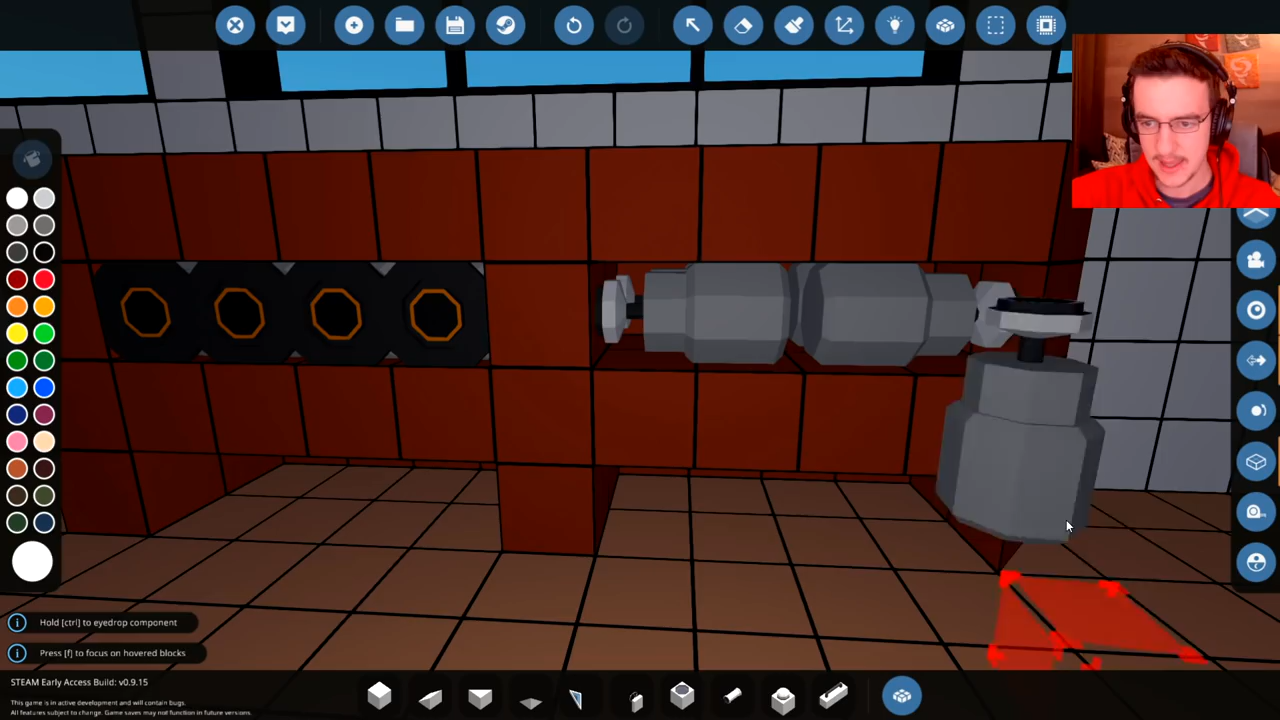 Hold [ctrl] to eyedrop component
Press [f] to focus on hovered blocks
STEAM Early Access Build: v0.9.15
This game is in active development and will contain bugs.
All features subject to change. Game saves may not function in future versions.